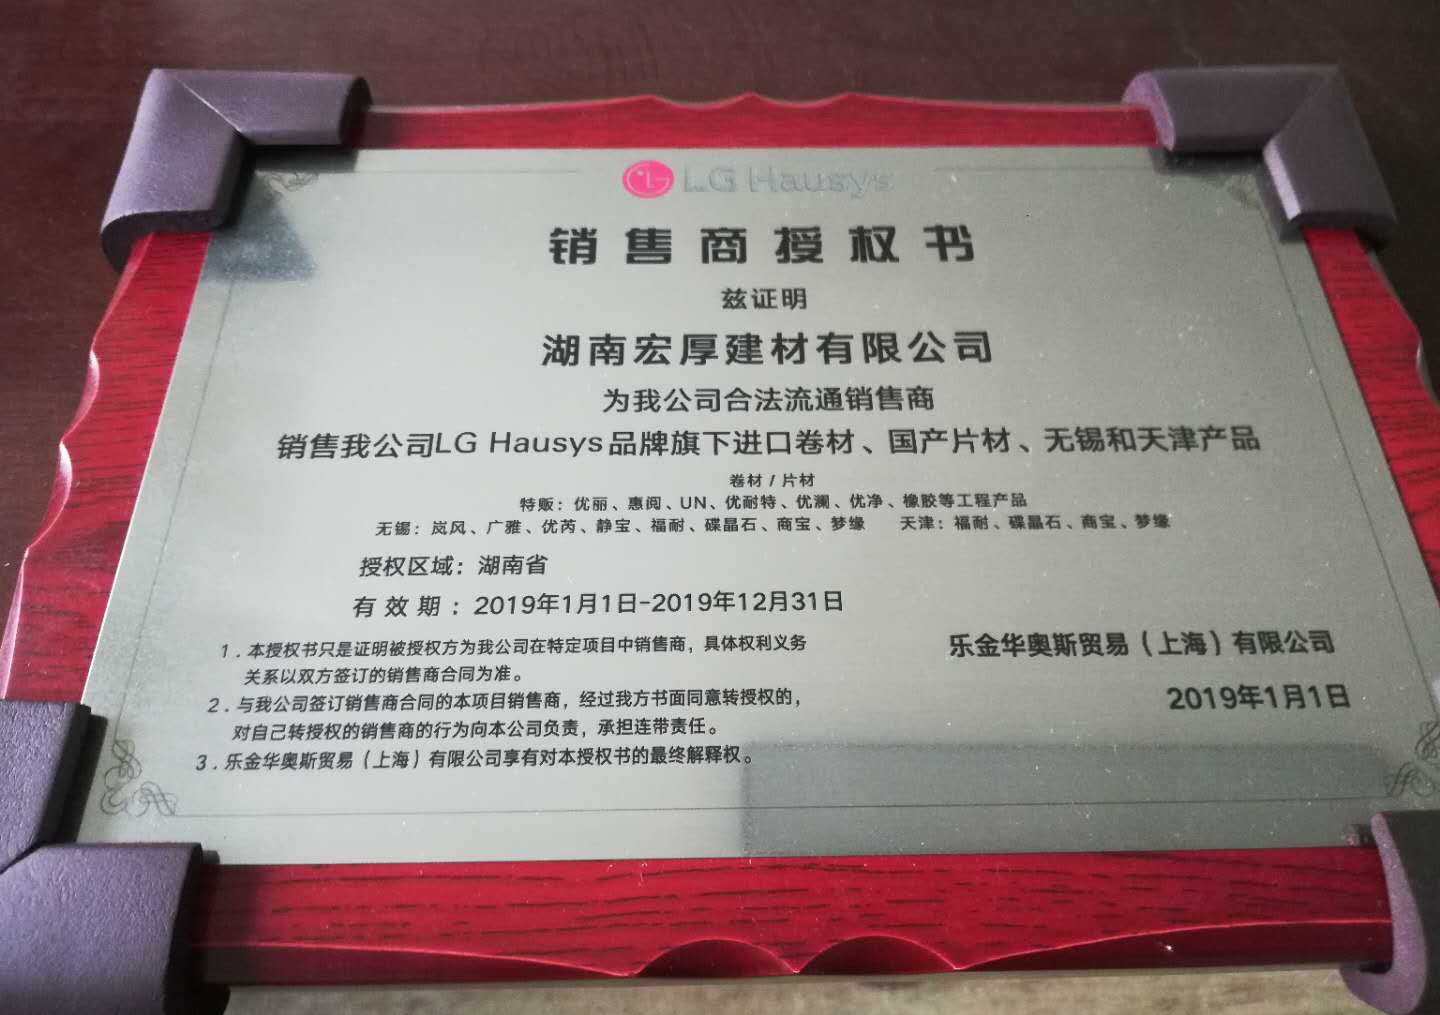 LG Hausys
销售商授权书
兹证明
湖南宏厚建材有限公司
为我公司合法流通销售商
销售我公司LG Hausys品牌旗下进口卷材、国产片材、无锡和天津产品
卷材/片材
特贩：优丽、惠阅、UN、优耐特、优澜、优净、橡胶等工程产品
无锡：岚风、广雅、优芮、静宝、福耐、碟晶石、商宝、梦缘 天津：福耐、碟晶石、商宝、梦缘
授权区域：湖南省
有效期：2019年1月1日-2019年12月31日
1.本授权书只是证明被授权方为我公司在特定项目中销售商，具体权利义务
关系以双方签订的销售商合同为准。
2.与我公司签订销售商合同的本项目销售商，经过我方书面同意转授权的，
对自己转授权的销售商的行为向本公司负责，承担连带责任。
3.乐金华奥斯贸易（上海）有限公司享有对本授权书的最终解释权。
乐金华奥斯贸易（上海）有限公司
2019年1月1日